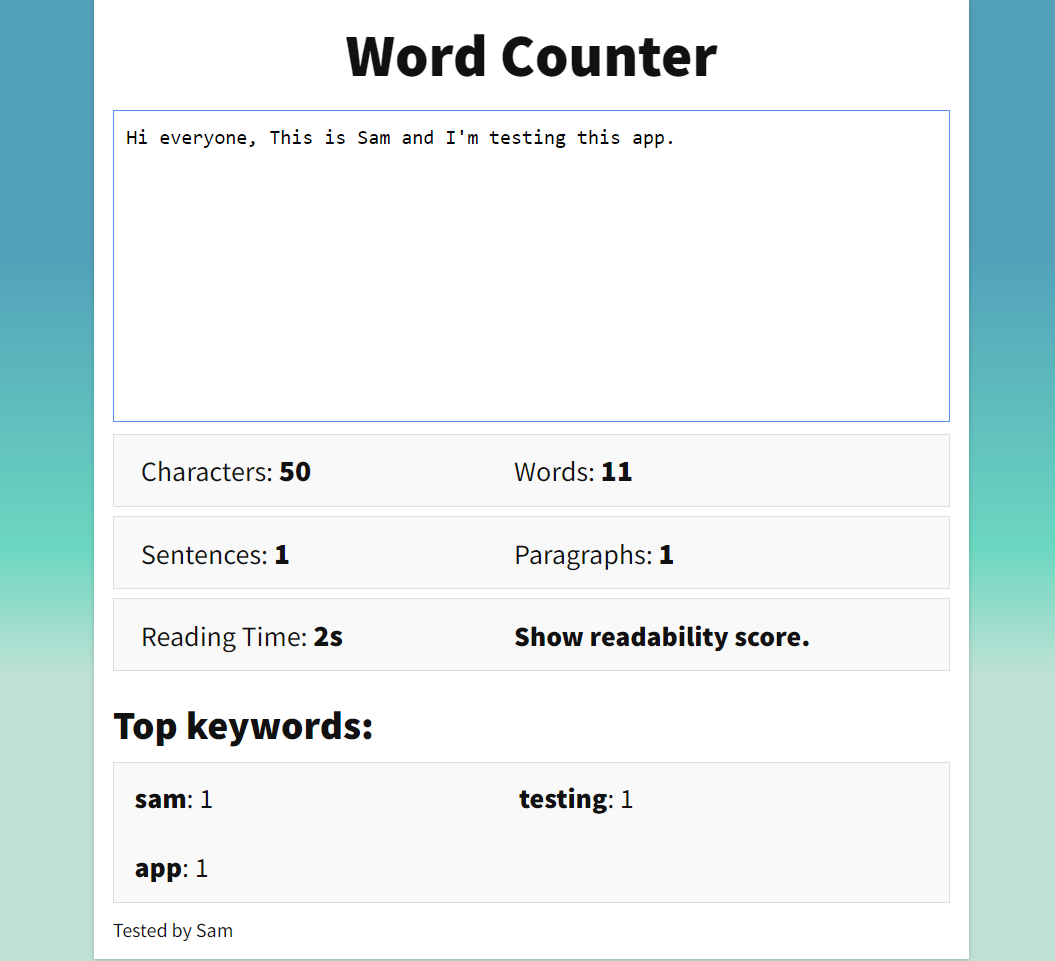 Word Counter
Hi everyone, This is Sam and I'm testing this app.
Characters: 50 Words: 11
Sentences: 1 Paragraphs: 1
Reading Time: 2s Show readability score.
Top keywords:
sam: 1 testing: 1
app: 1
Tested by Sam